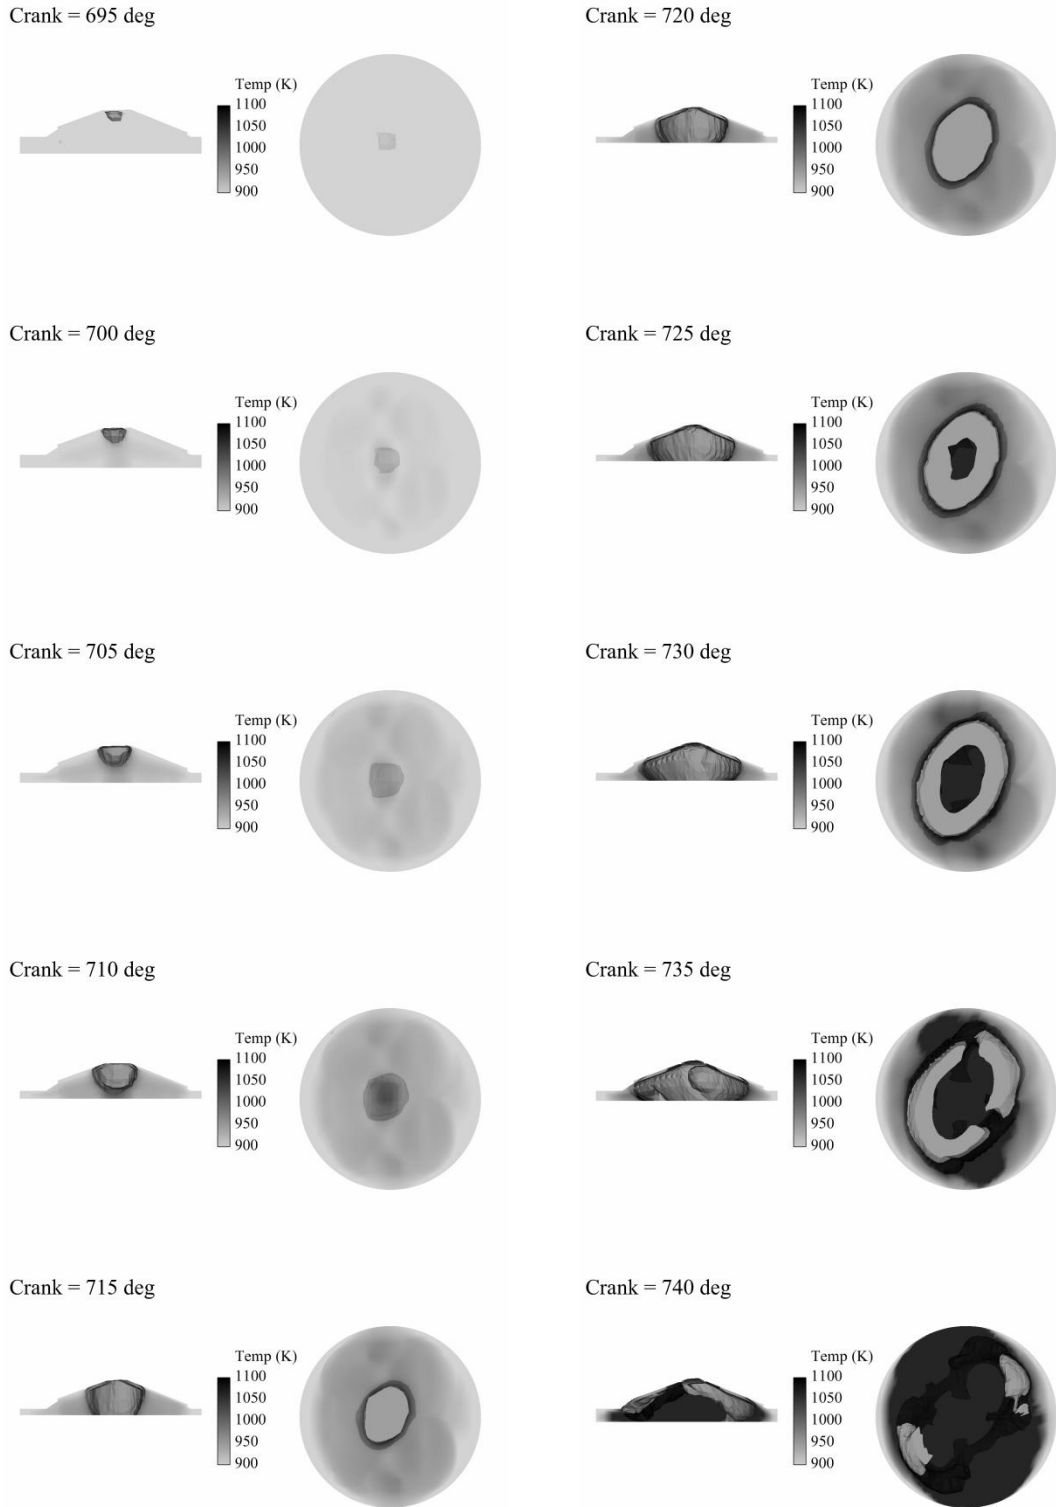 Crank = 695 deg
Temp (K)
1100
1050
1000
950
900
Crank = 700 deg
Temp (K)
1100
1050
1000
950
900
Crank = 705 deg
Temp (K)
1100
1050
1000
950
900
Crank = 710 deg
Temp (K)
1100
1050
1000
950
900
Crank = 715 deg
Temp (K)
1100
1050
1000
950
900
Crank = 720 deg
Temp (K)
1100
1050
1000
950
900
Crank = 725 deg
Temp (K)
1100
1050
1000
950
900
Crank = 730 deg
Temp (K)
1100
1050
1000
950
900
Crank = 735 deg
Temp (K)
1100
1050
1000
950
900
Crank = 740 deg
Temp (K)
1100
1050
1000
950
900